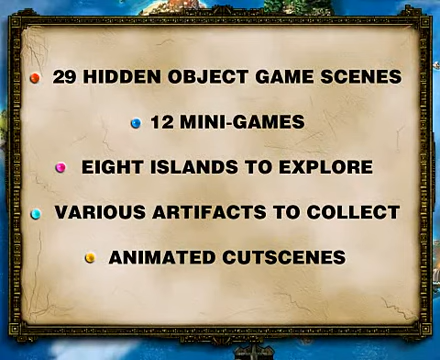 29 HIDDEN OBJECT GAME SCENES
12 MINI-GAMES
EIGHT ISLANDS TO EXPLORE
VARIOUS ARTIFACTS TO COLLECT
ANIMATED CUTSCENES